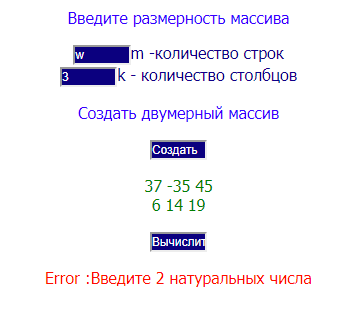 Введите размерность массива
w m -количество строк
3 k - количество столбцов
Создать двумерный массив
Создать
37 -35 45
6 14 19
Вычислит
Error :Введите 2 натуральных числа